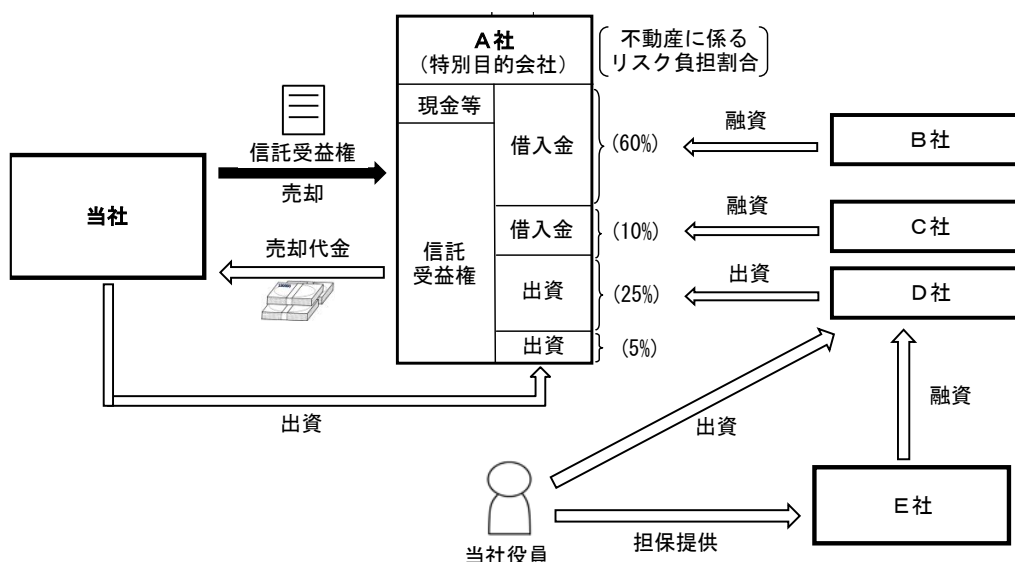 A社
(特別目的会社)
不動産に係る
リスク負担割合
現金等
借入金
(60%)
融資
B社
信託受益権
売却
当社
借入金
(10%)
融資
C社
売却代金
信託
受益権
出資
(25%)
出資
D社
出資
(5%)
出資
出資
融資
E社
担保提供
当社役員